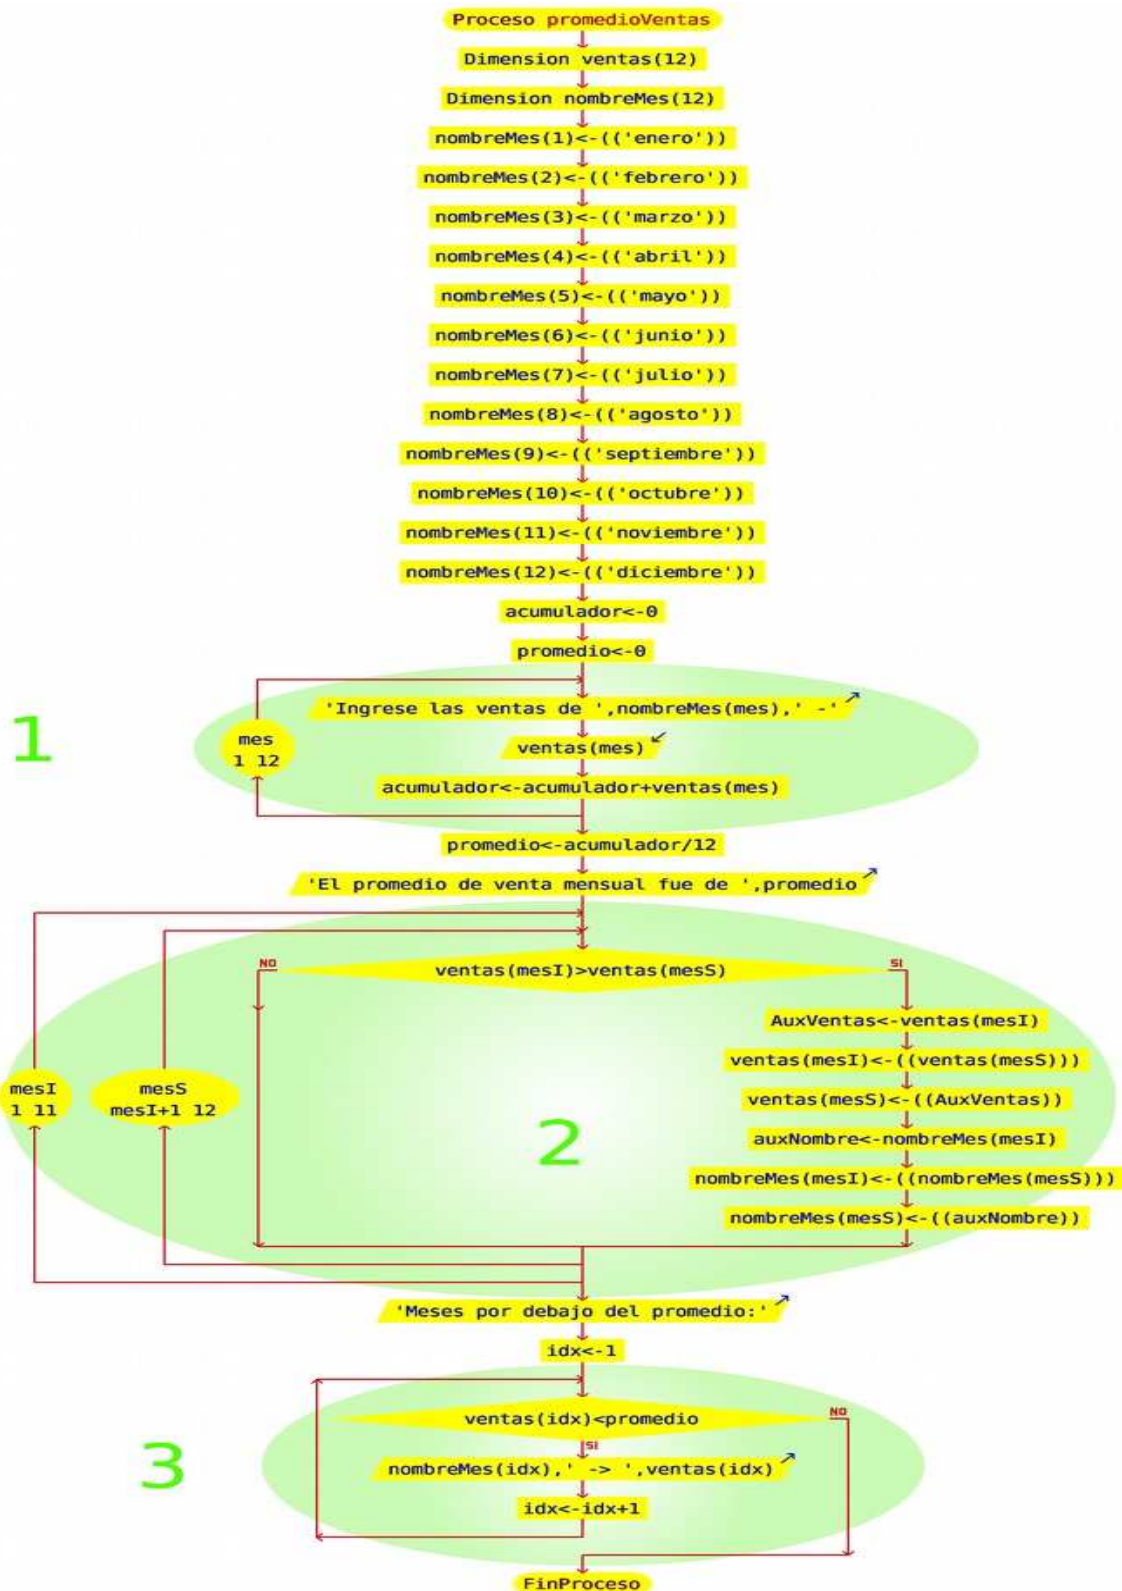 Proceso promedioVentas
Dimension ventas(12)
Dimension nombreMes(12)
nombreMes(1)<-(('enero'))
nombreMes(2)<-(('febrero'))
nombreMes(3)<-(('marzo'))
nombreMes(4)<-(('abril'))
nombreMes(5)<-(('mayo'))
nombreMes(6)<-(('junio'))
nombreMes(7)<-(('julio'))
nombreMes(8)<-(('agosto'))
nombreMes(9)<-(('septiembre'))
nombreMes(10)<-(('octubre'))
nombreMes(11)<-(('noviembre'))
nombreMes(12)<-(('diciembre'))
acumulador<-0
promedio<-0
1
mes
1 12
'Ingrese las ventas de ',nombreMes(mes),' -'
ventas(mes)
acumulador<-acumulador+ventas(mes)
promedio<-acumulador/12
'El promedio de venta mensual fue de ',promedio
mesI
1 11
mesS
mesI+1 12
NO
ventas(mesI)>ventas(mesS)
SI
2
AuxVentas<-ventas(mesI)
ventas(mesI)<-((ventas(mesS)))
ventas(mesS)<-((AuxVentas))
auxNombre<-nombreMes(mesI)
nombreMes(mesI)<-((nombreMes(mesS)))
nombreMes(mesS)<-((auxNombre))
'Meses por debajo del promedio:'
idx<-1
3
ventas(idx)<promedio
NO
SI
nombreMes(idx),' -> ',ventas(idx)
idx<-idx+1
FinProceso